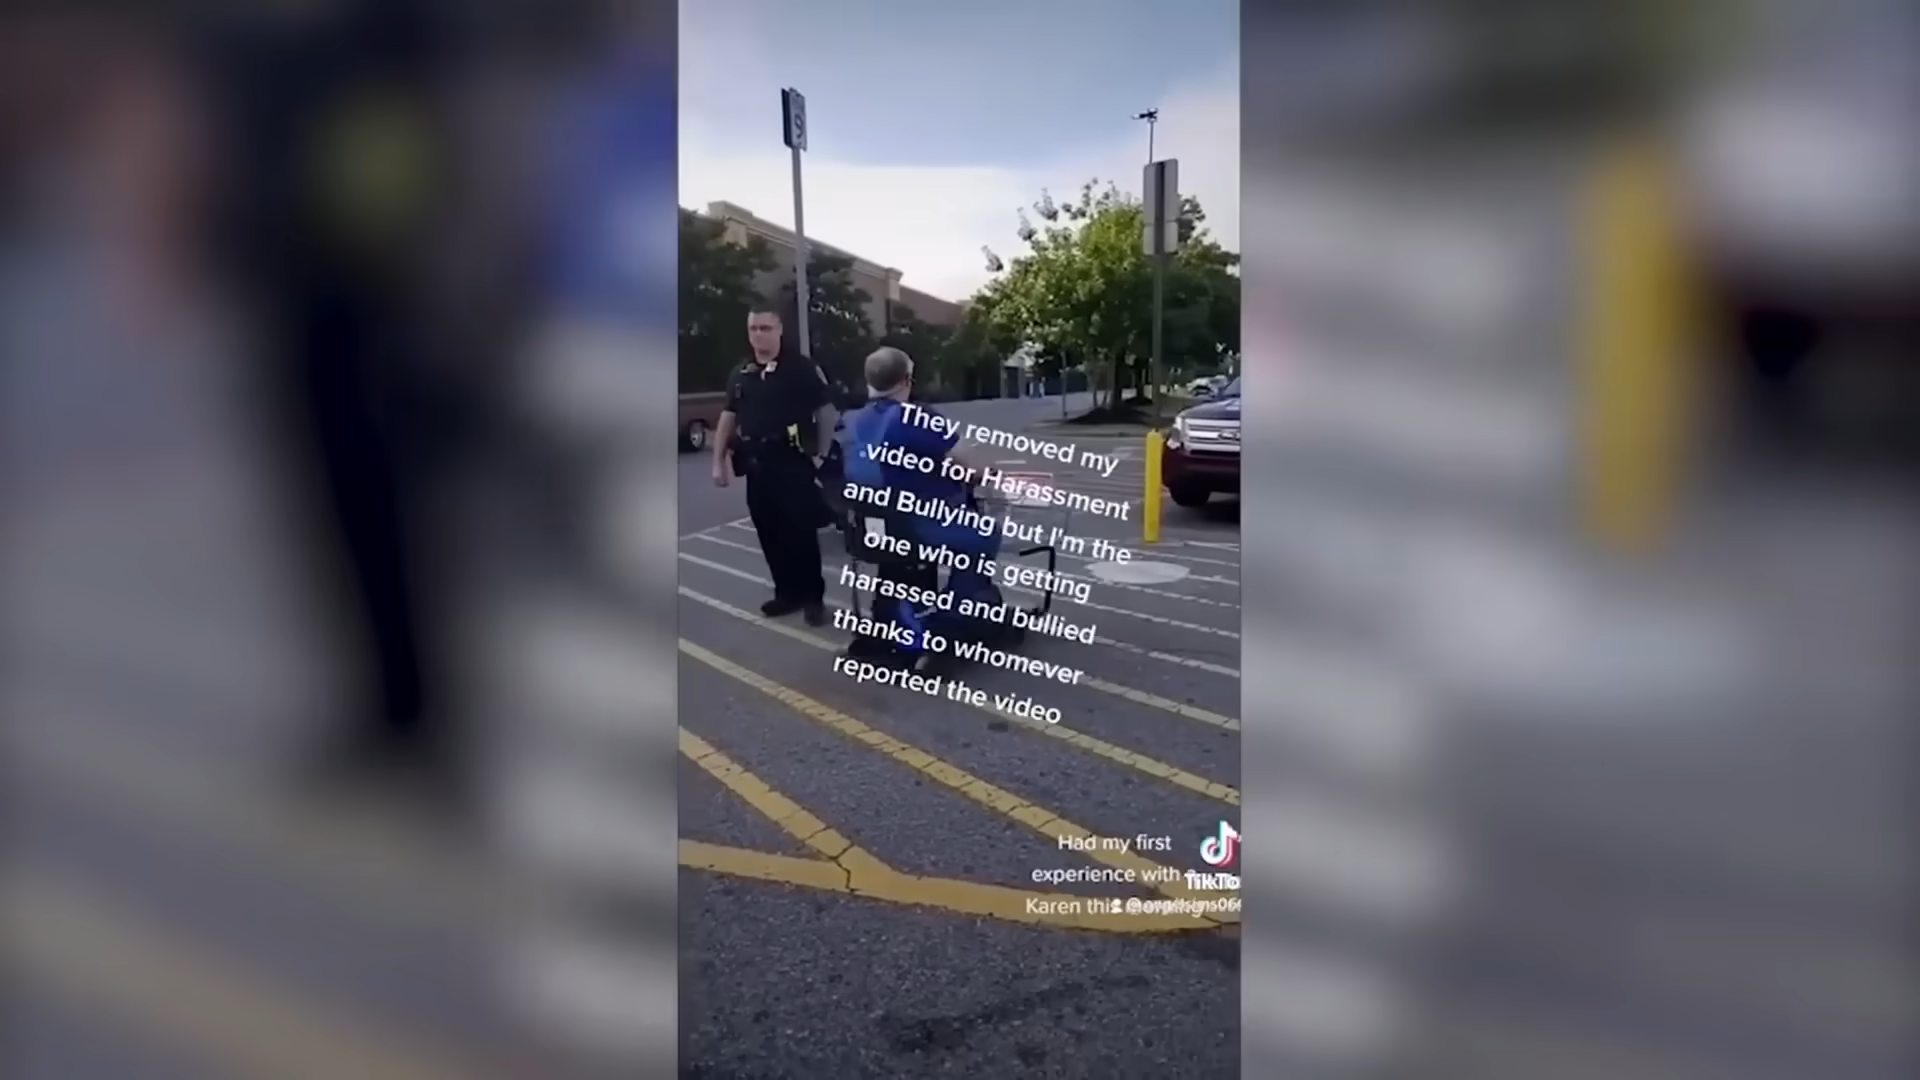 They removed my
video for Harassment
and Bullying but I'm the
one who is getting
harassed and bullied
thanks to whomever
reported the video
Had my first
experience with
TikTo
Karen this